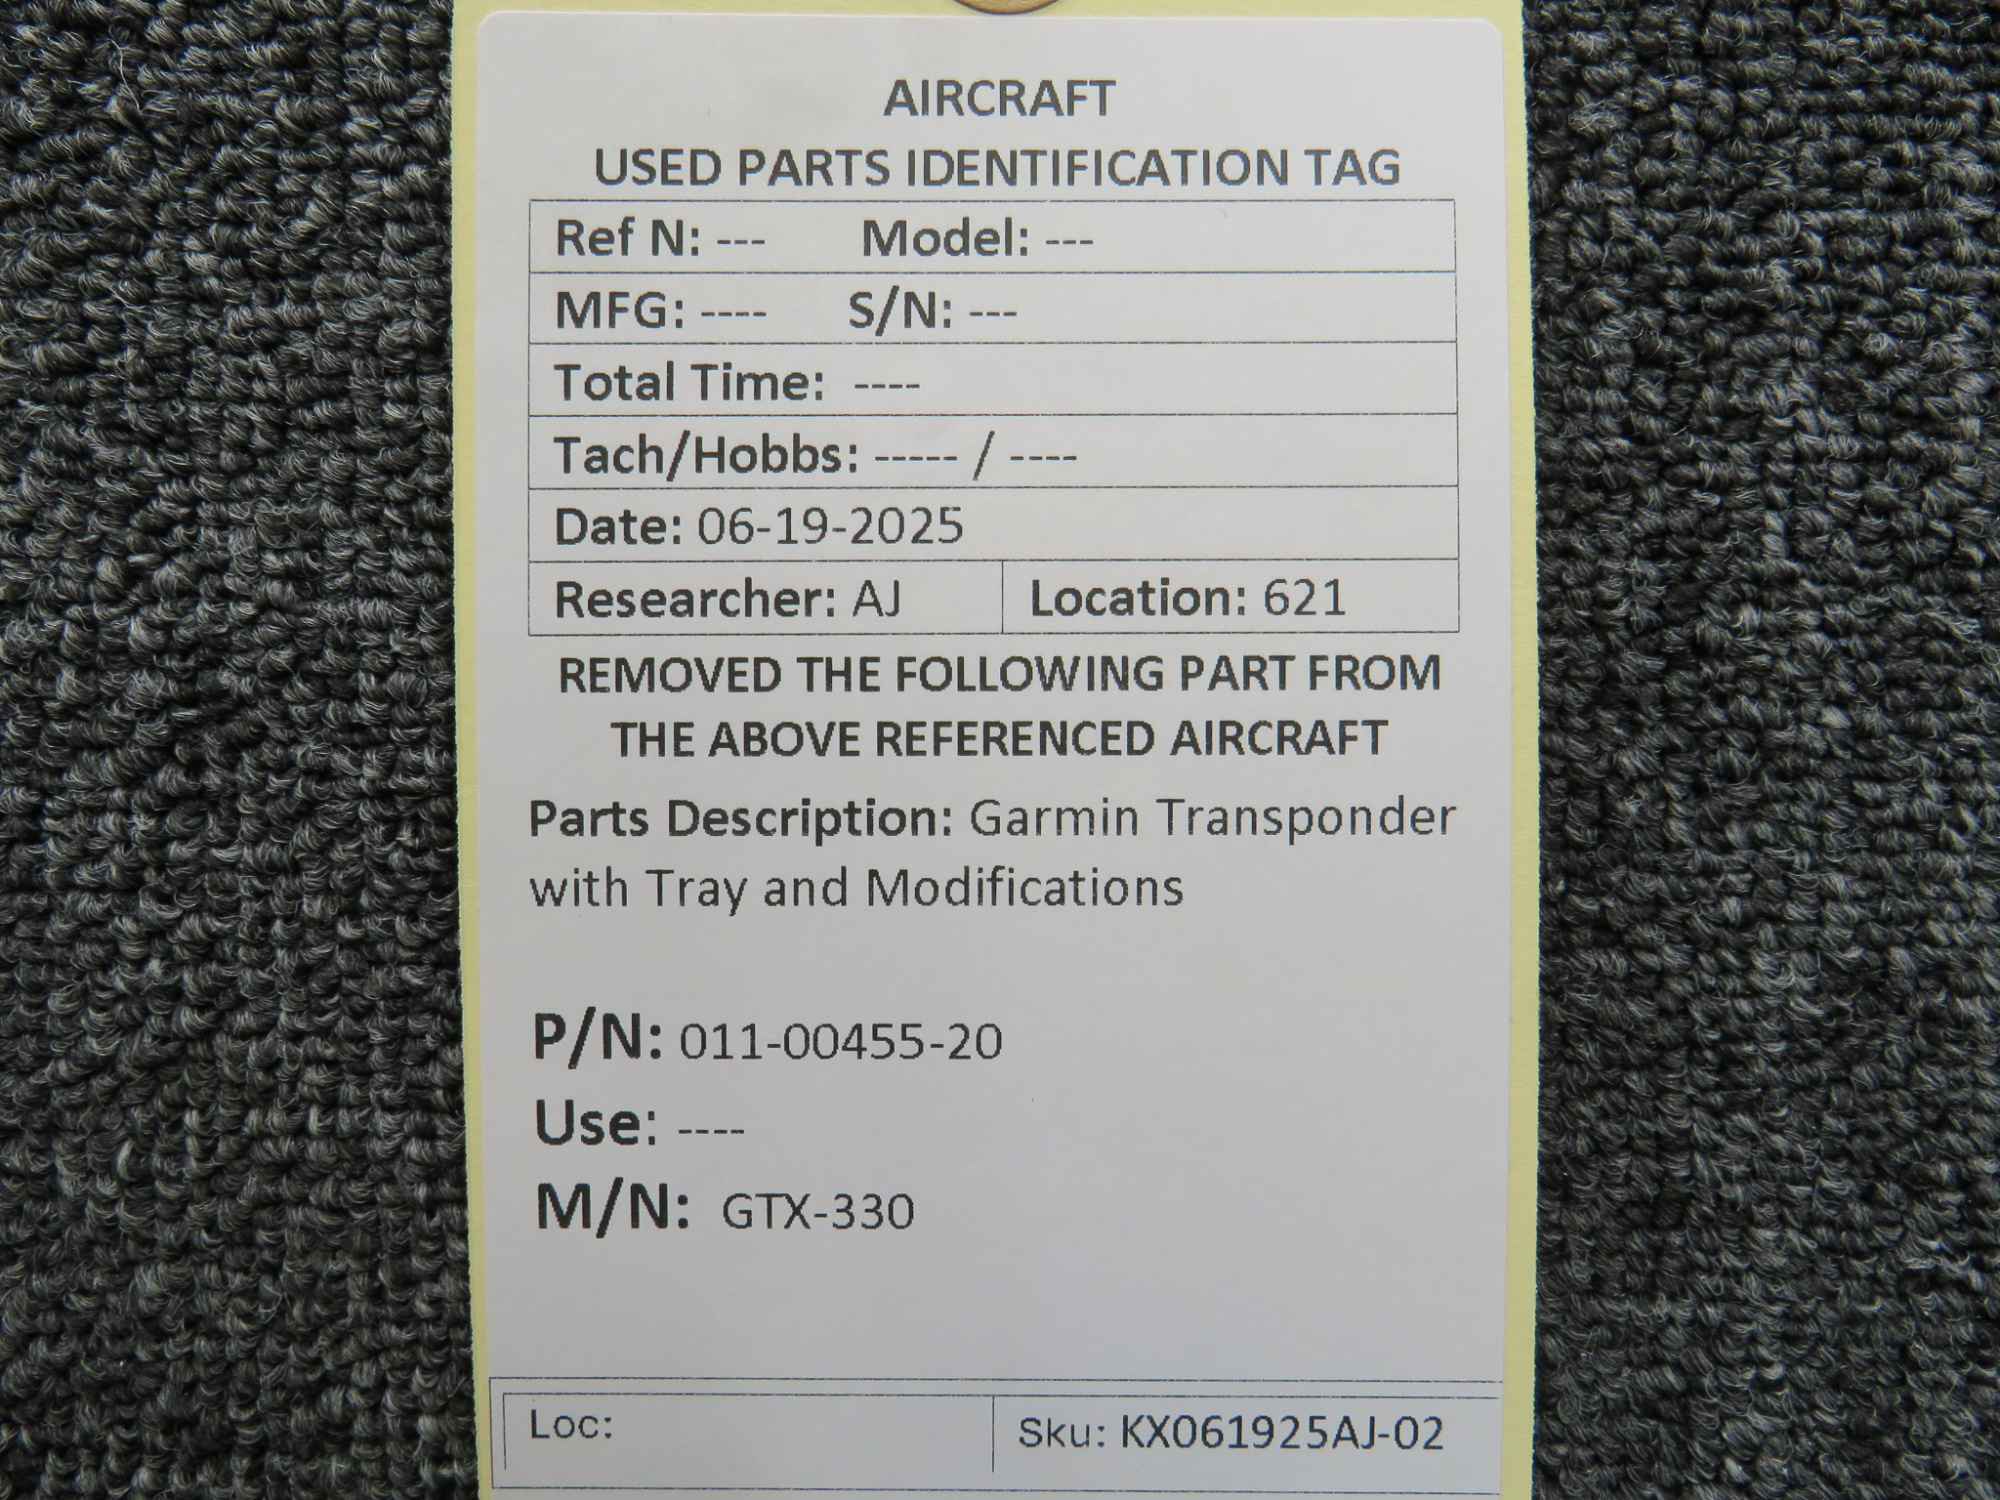 AIRCRAFT
USED PARTS IDENTIFICATION TAG
Ref N: --- Model: ---
MFG: ---- S/N: ---
Total Time: ----
Tach/Hobbs: ----- / ----
Date: 06-19-2025
Researcher: AJ Location: 621
REMOVED THE FOLLOWING PART FROM
THE ABOVE REFERENCED AIRCRAFT
Parts Description: Garmin Transponder
with Tray and Modifications
P/N: 011-00455-20
Use: ----
M/N: GTX-330
Loc: Sku: KX061925AJ-02